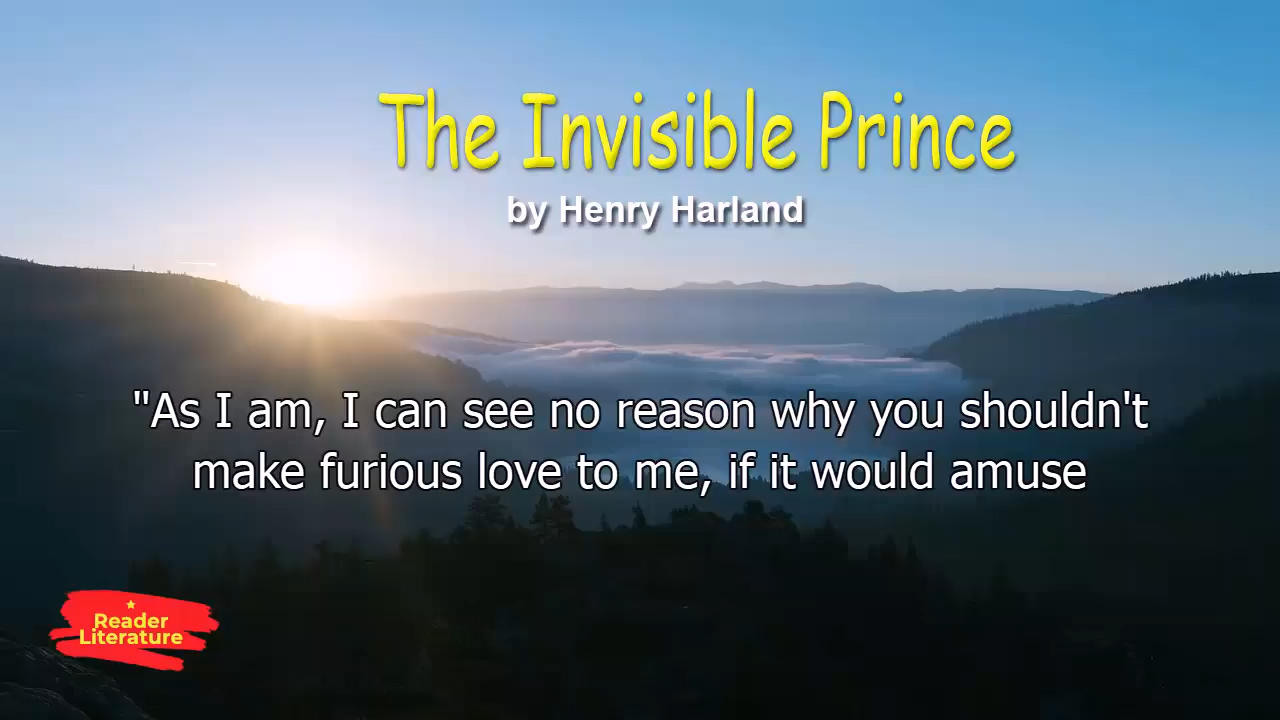 The Invisible Prince
by Henry Harland
"As I am, I can see no reason why you shouldn't
make furious love to me, if it would amuse
Reader
Literature